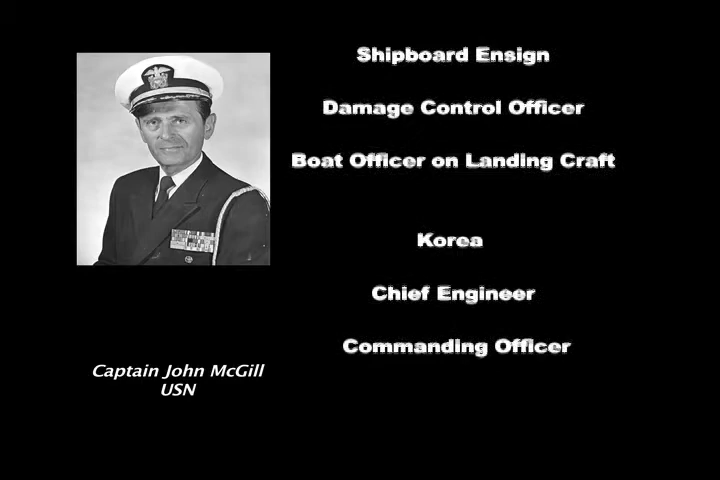 Shipboard Ensign
Damage Control Officer
Boat Officer on Landing Craft
Korea
Chief Engineer
Commanding Officer
Captain John McGill
USN